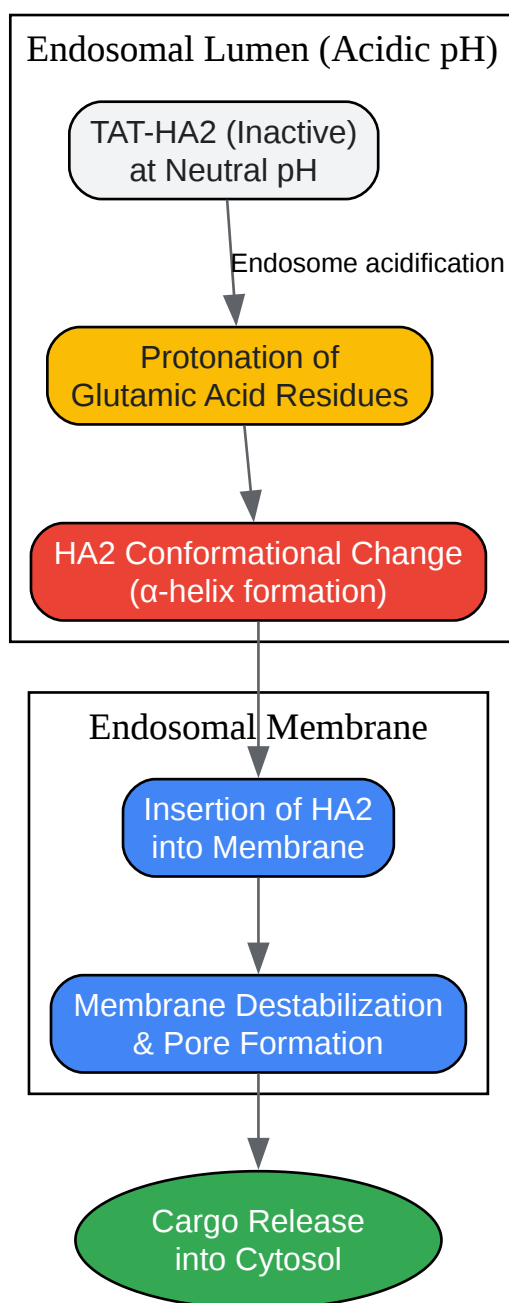 Endosomal Lumen (Acidic pH)
TAT-HA2 (Inactive)
at Neutral pH
Endosome acidification
Protonation of
Glutamic Acid Residues
HA2 Conformational Change
(α-helix formation)
Endosomal Membrane
Insertion of HA2
into Membrane
Membrane Destabilization
& Pore Formation
Cargo Release
into Cytosol